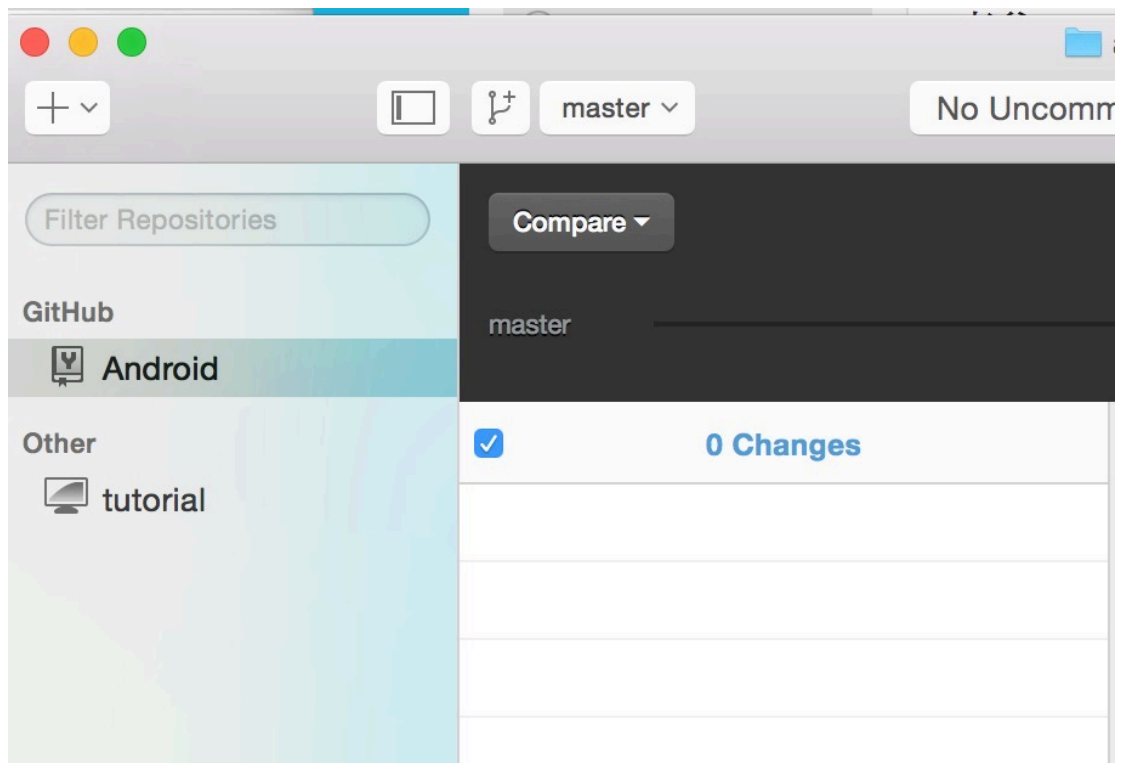 master
No Uncomm
Filter Repositories
Compare
GitHub
master
Android
Other
0 Changes
tutorial